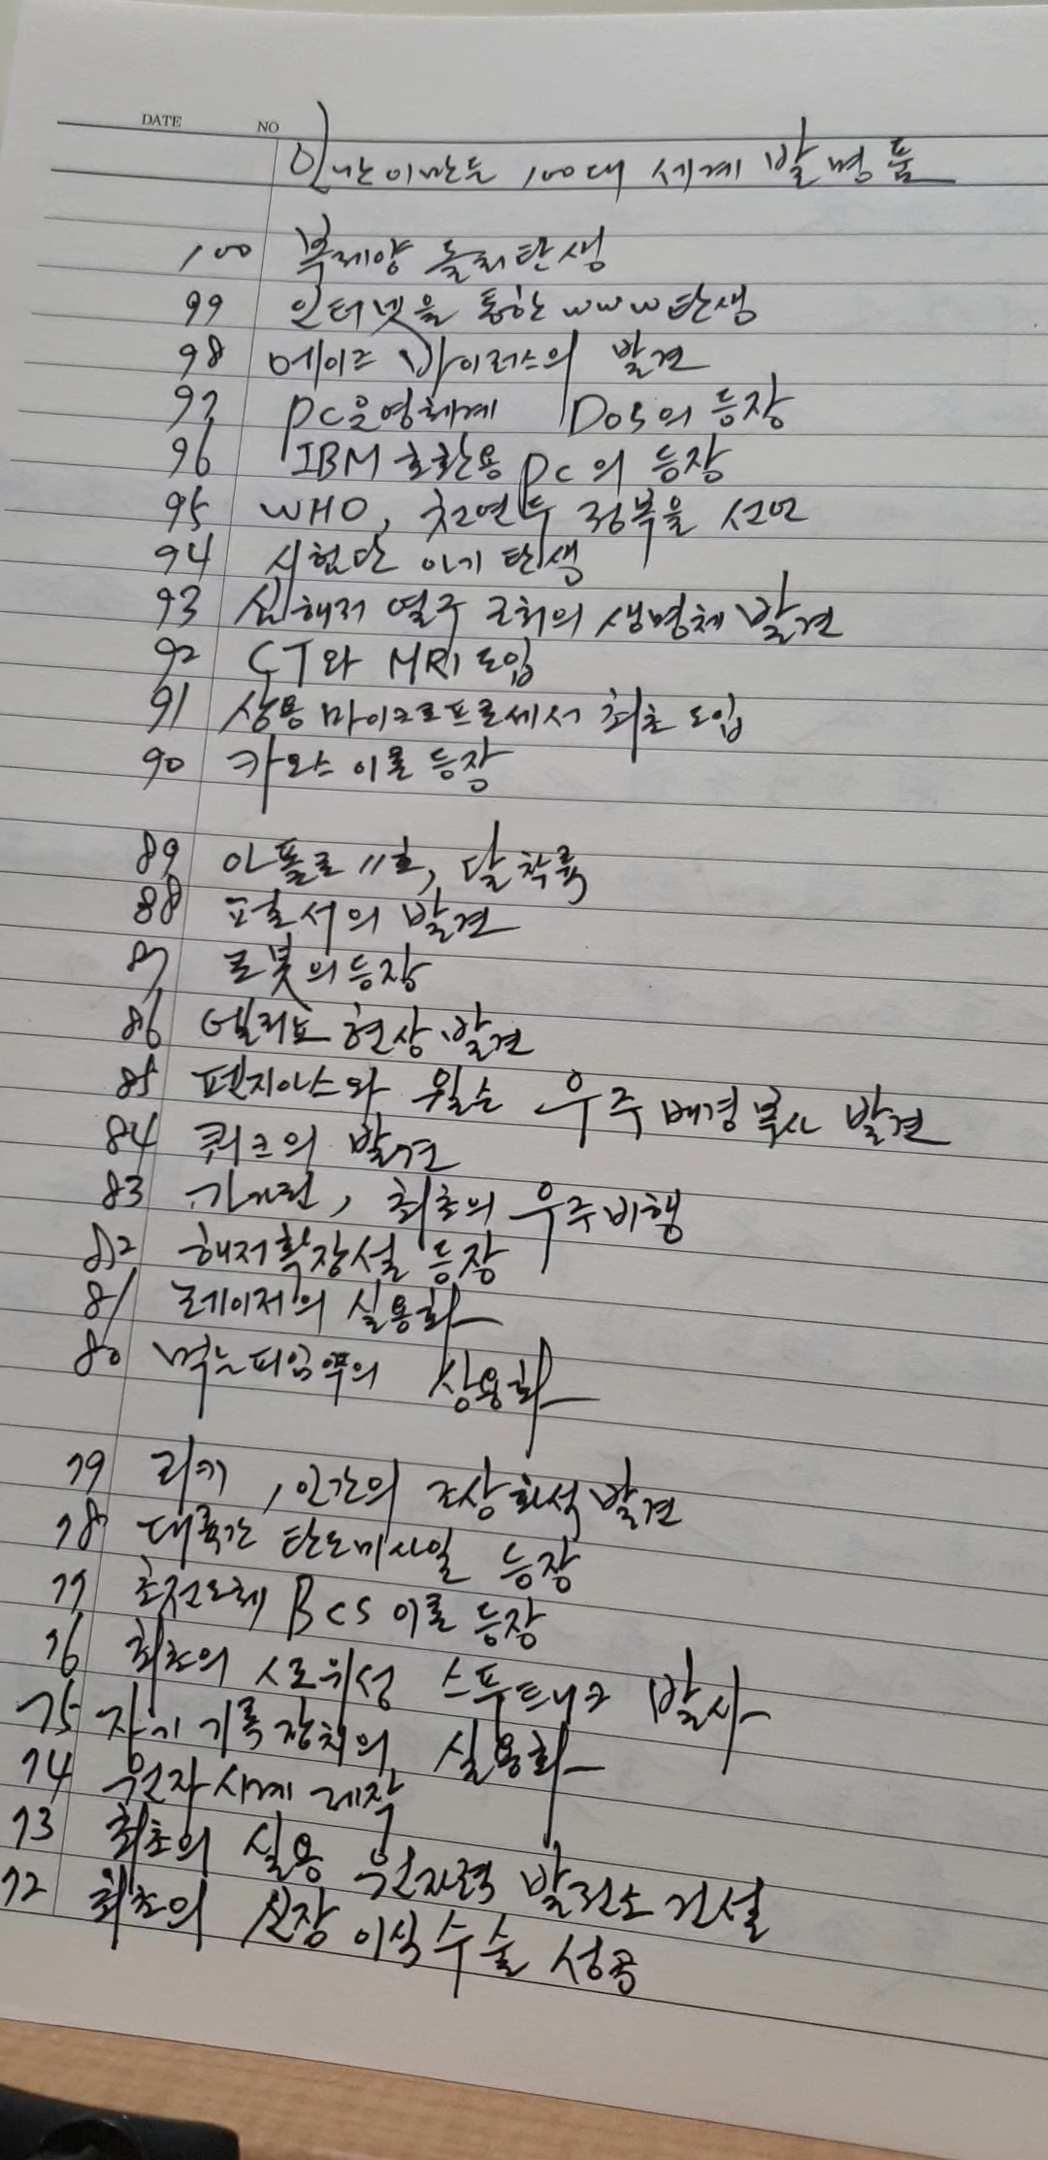 DATE NO
인간이만든 100대 세계 발명품
100 복제양 돌리탄생
99 인터넷을 통한 www탄생
98 에이즈 바이러스의 발견
97 PC운영체계 DOS의 등장
96 IBM 호환용 PC의 등장
95 WHO, 천연두 정복을 선언
94 시험관 아기 탄생
93 심해저 열수 근처의 생명체 발견
92 CT와 MRI 도입
91 상용 마이크로프로세서 최초 도입
90 카오스 이론 등장
89 아폴로 11호, 달 착륙
88 펄서의 발견
87 로봇의 등장
86 델리뇨 현상 발견
85 펜지아스와 윌슨 우주 배경 복사 발견
84 쿼크의 발견
83 가가린, 최초의 우주비행
82 해저확장설 등장
81 레이저의 실용화
80 먹는피임약의 상용화
79 리키, 인간의 조상화석 발견
78 대륙간 탄도미사일 등장
77 초전도체 BCS 이론 등장
76 최초의 인공위성 스푸트니크 발사
75 자기 기록 장치의 실용화
74 원자시계 제작
73 최초의 실용 원자력 발전소 건설
72 최초의 신장 이식수술 성공